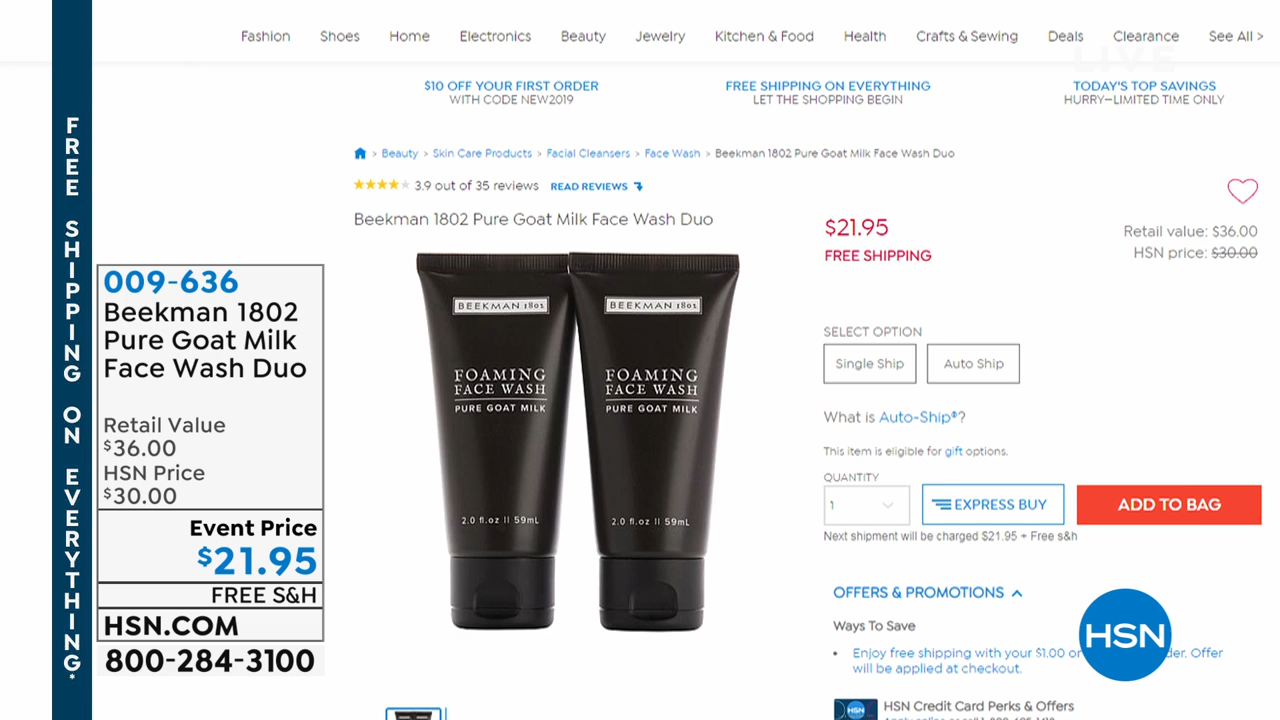 Fashion Shoes Home Electronics Beauty Jewelry Kitchen & Food Health Crafts & Sewing Deals Clearance See All >
LIVE
$10 OFF YOUR FIRST ORDER
WITH CODE NEW2019
FREE SHIPPING ON EVERYTHING
LET THE SHOPPING BEGIN
TODAY'S TOP SAVINGS
HURRY–LIMITED TIME ONLY
FREE SHIPPING ON EVERYTHING.*
> Beauty > Skin Care Products > Facial Cleansers > Face Wash > Beekman 1802 Pure Goat Milk Face Wash Duo
3.9 out of 35 reviews READ REVIEWS
Beekman 1802 Pure Goat Milk Face Wash Duo
BEEKMAN 1802
FOAMING
FACE WASH
PURE GOAT MILK
2.0 fl.oz II 59mL
BEEKMAN 1802
FOAMING
FACE WASH
PURE GOAT MILK
2.0 fl.oz II 59mL
$21.95
FREE SHIPPING
Retail value: $36.00
HSN price: $30.00
SELECT OPTION
Single Ship Auto Ship
What is Auto-Ship®?
This item is eligible for gift options.
QUANTITY
1 EXPRESS BUY ADD TO BAG
Next shipment will be charged $21.95 + Free s&h
OFFERS & PROMOTIONS
Ways To Save
• Enjoy free shipping with your $1.00 or der. Offer
will be applied at checkout.
HSN
HSN
HSN Credit Card Perks & Offers
009-636
Beekman 1802
Pure Goat Milk
Face Wash Duo
Retail Value
$36.00
HSN Price
$30.00
Event Price
$21.95
FREE S&H
HSN.COM
800-284-3100